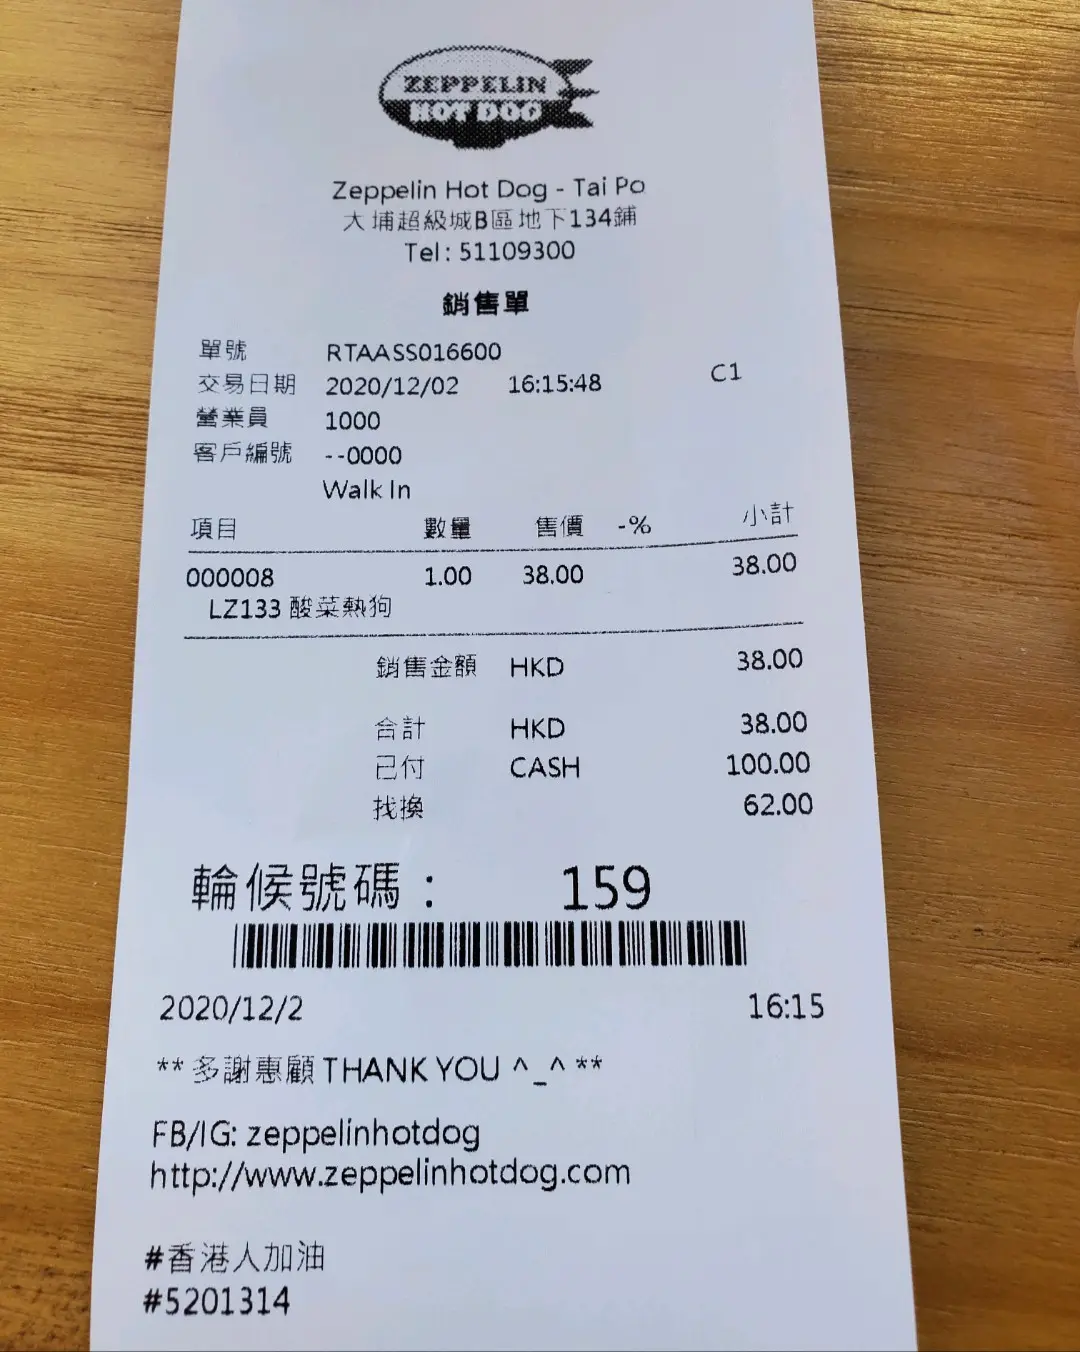 ZEPPELIN
HOT DOG
Zeppelin Hot Dog - Tai Po
大埔超級城B區地下134鋪
Tel: 51109300
銷售單
單號 RTAASS016600
交易日期 2020/12/02 16:15:48 C1
營業員 1000
客戶編號 --0000
Walk In
項目 數量 售價 -% 小計
000008 1.00 38.00 38.00
LZ133 酸菜熱狗
銷售金額 HKD 38.00
合計 HKD 38.00
已付 CASH 100.00
找換 62.00
輪候號碼： 159
2020/12/2 16:15
** 多謝惠顧 THANK YOU ^_^ **
FB/IG: zeppelinhotdog
http://www.zeppelinhotdog.com
#香港人加油
#5201314